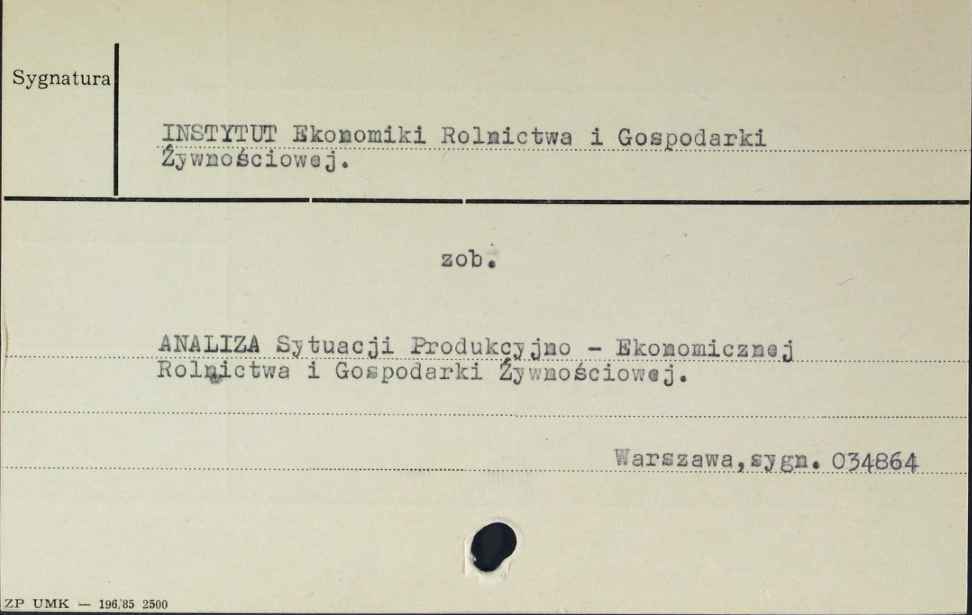 Sygnatura
INSTYTUT Ekonomiki Rolnictwa i Gospodarki
Żywnościowej.
zob.
ANALIZA Sytuacji Produkcyjno - Ekonomicznej
Rolnictwa i Gospodarki Żywnościowej.
Warszawa,sygn. 034864
ZP UMK — 196/85 2500